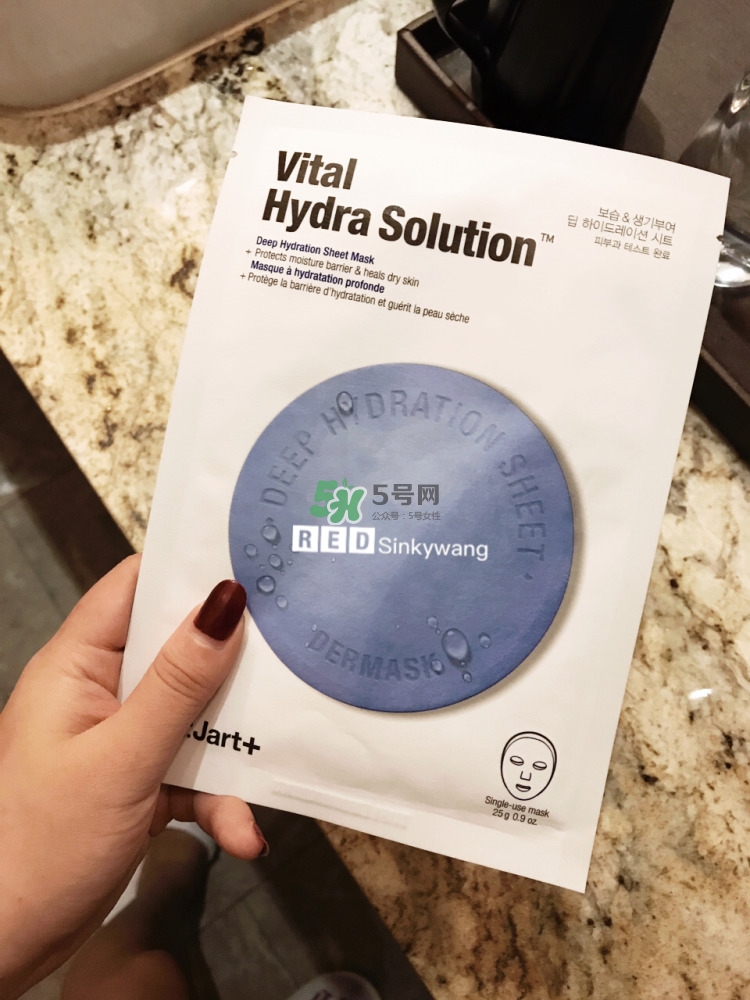 Vital
Hydra Solution™
보습 & 생기부여
딥 하이드레이션 시트
피부과 테스트 완료
Deep Hydration Sheet Mask
+ Protects moisture barrier & heals dry skin
Masque à hydratation profonde
+ Protège la barrière d'hydratation et guérit la peau sèche
DEEP HYDRATION SHEET
5号网
公众号：5号女性
RED Sinkywang
DERMASK
.Jart+
Single-use mask
25g 0.9 oz.